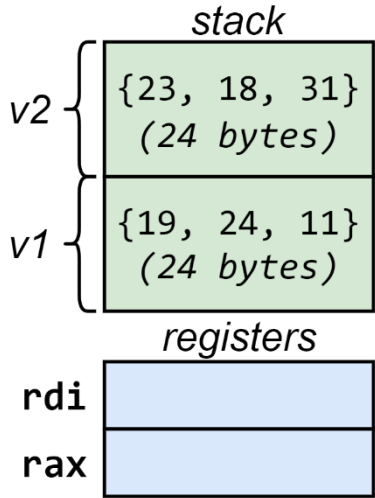 stack
v2
{23, 18, 31}
(24 bytes)
v1
{19, 24, 11}
(24 bytes)
registers
rdi
rax